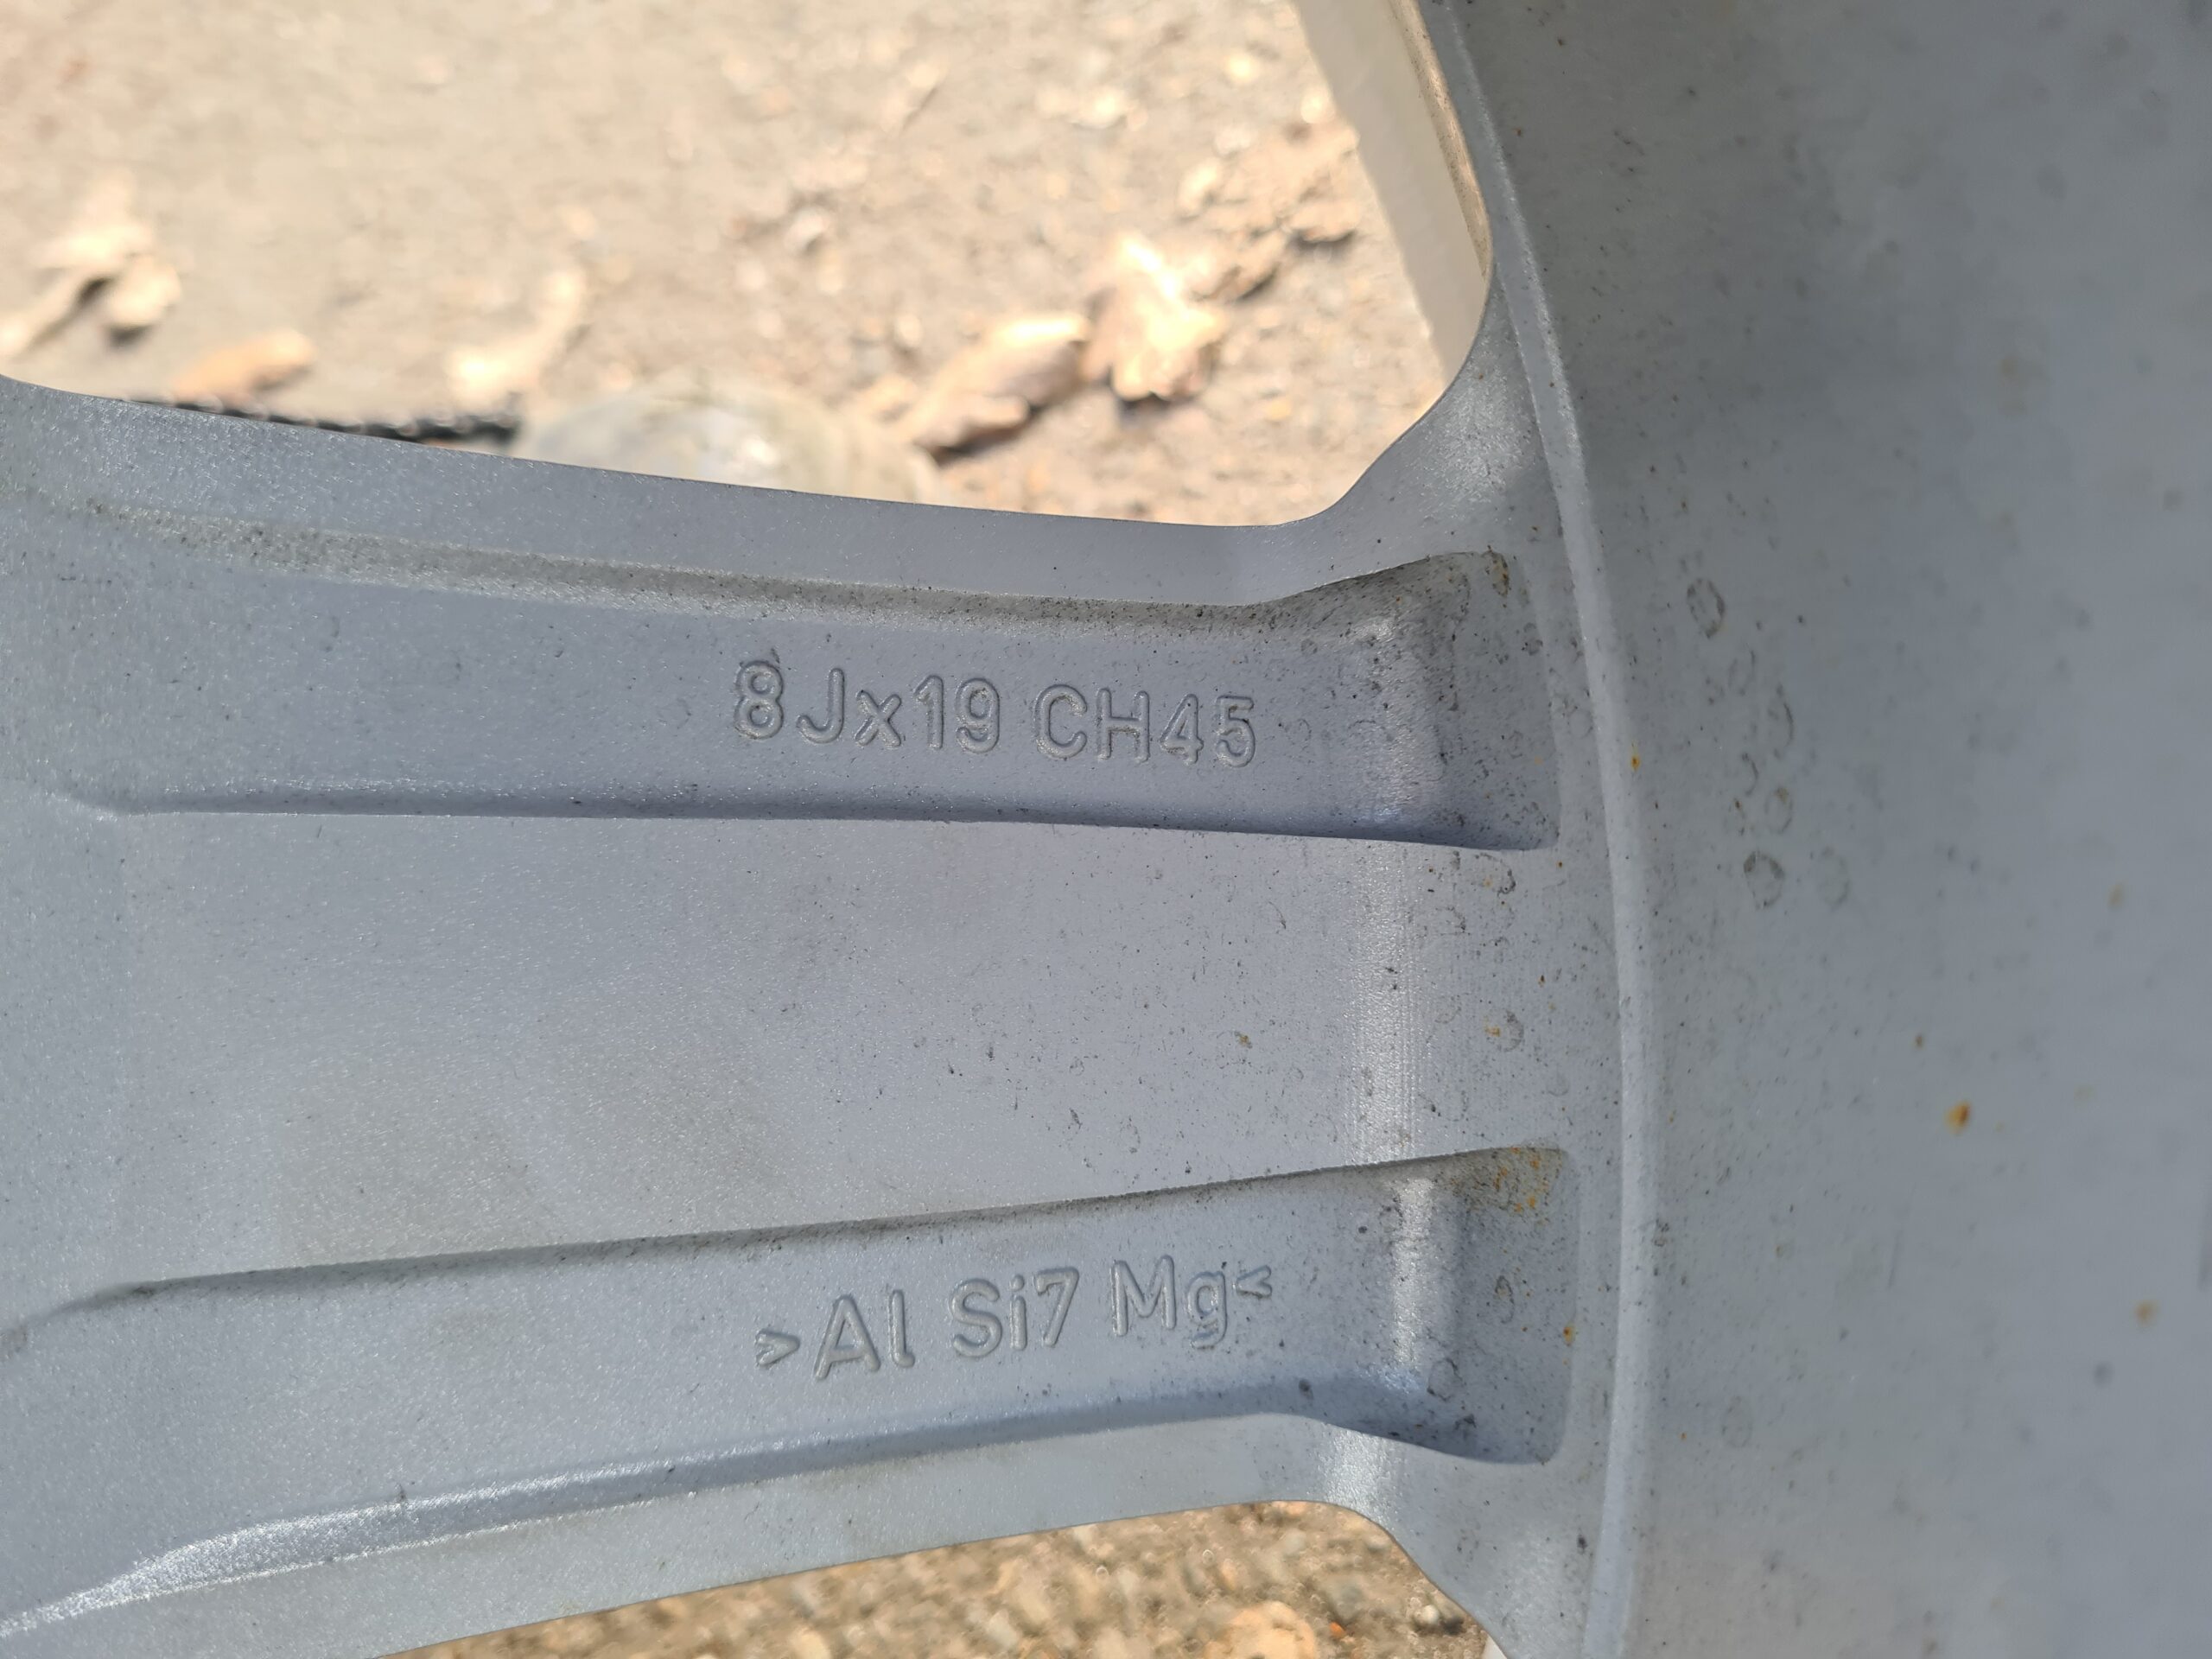 8Jx19 CH45
>Al Si7 Mg<